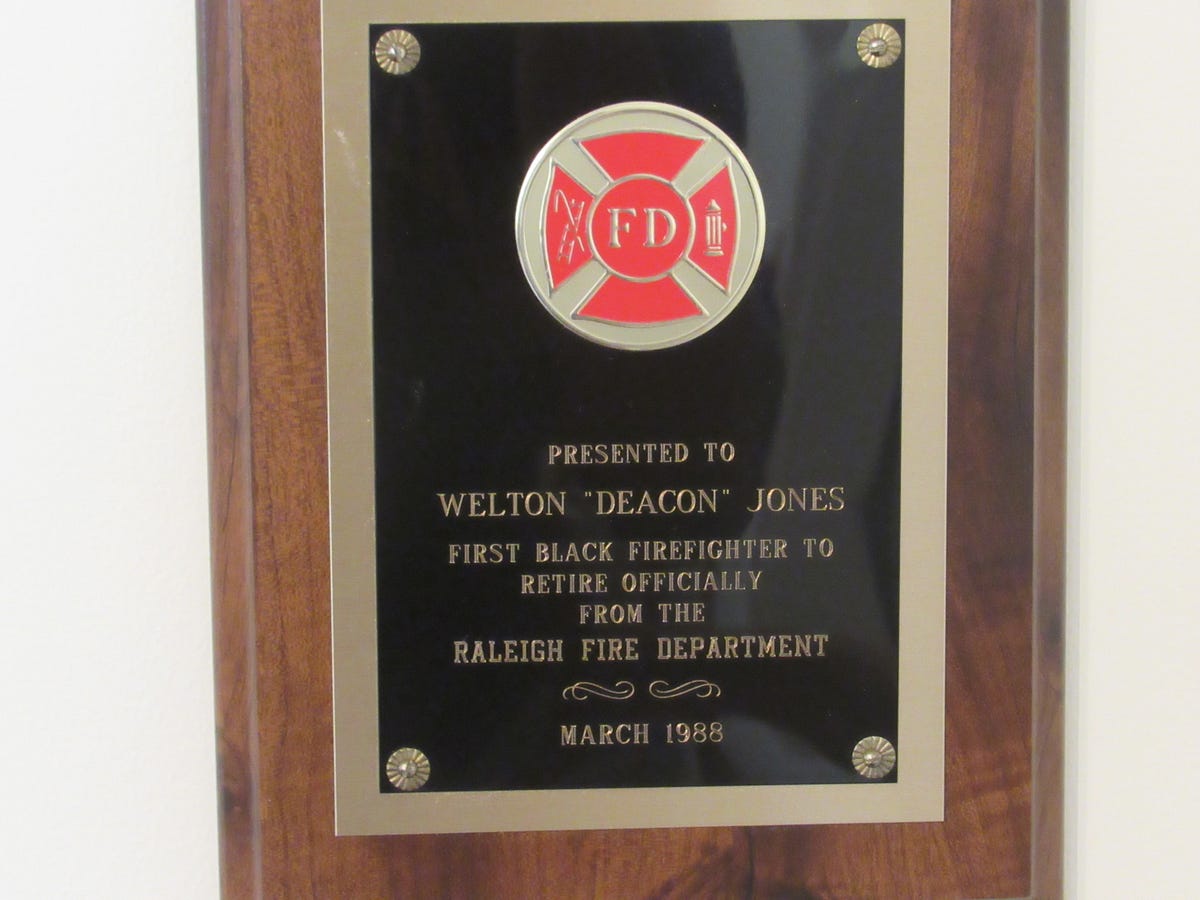 FD
PRESENTED TO
WELTON "DEACON" JONES
FIRST BLACK FIREFIGHTER TO
RETIRE OFFICIALLY
FROM THE
RALEIGH FIRE DEPARTMENT
MARCH 1988